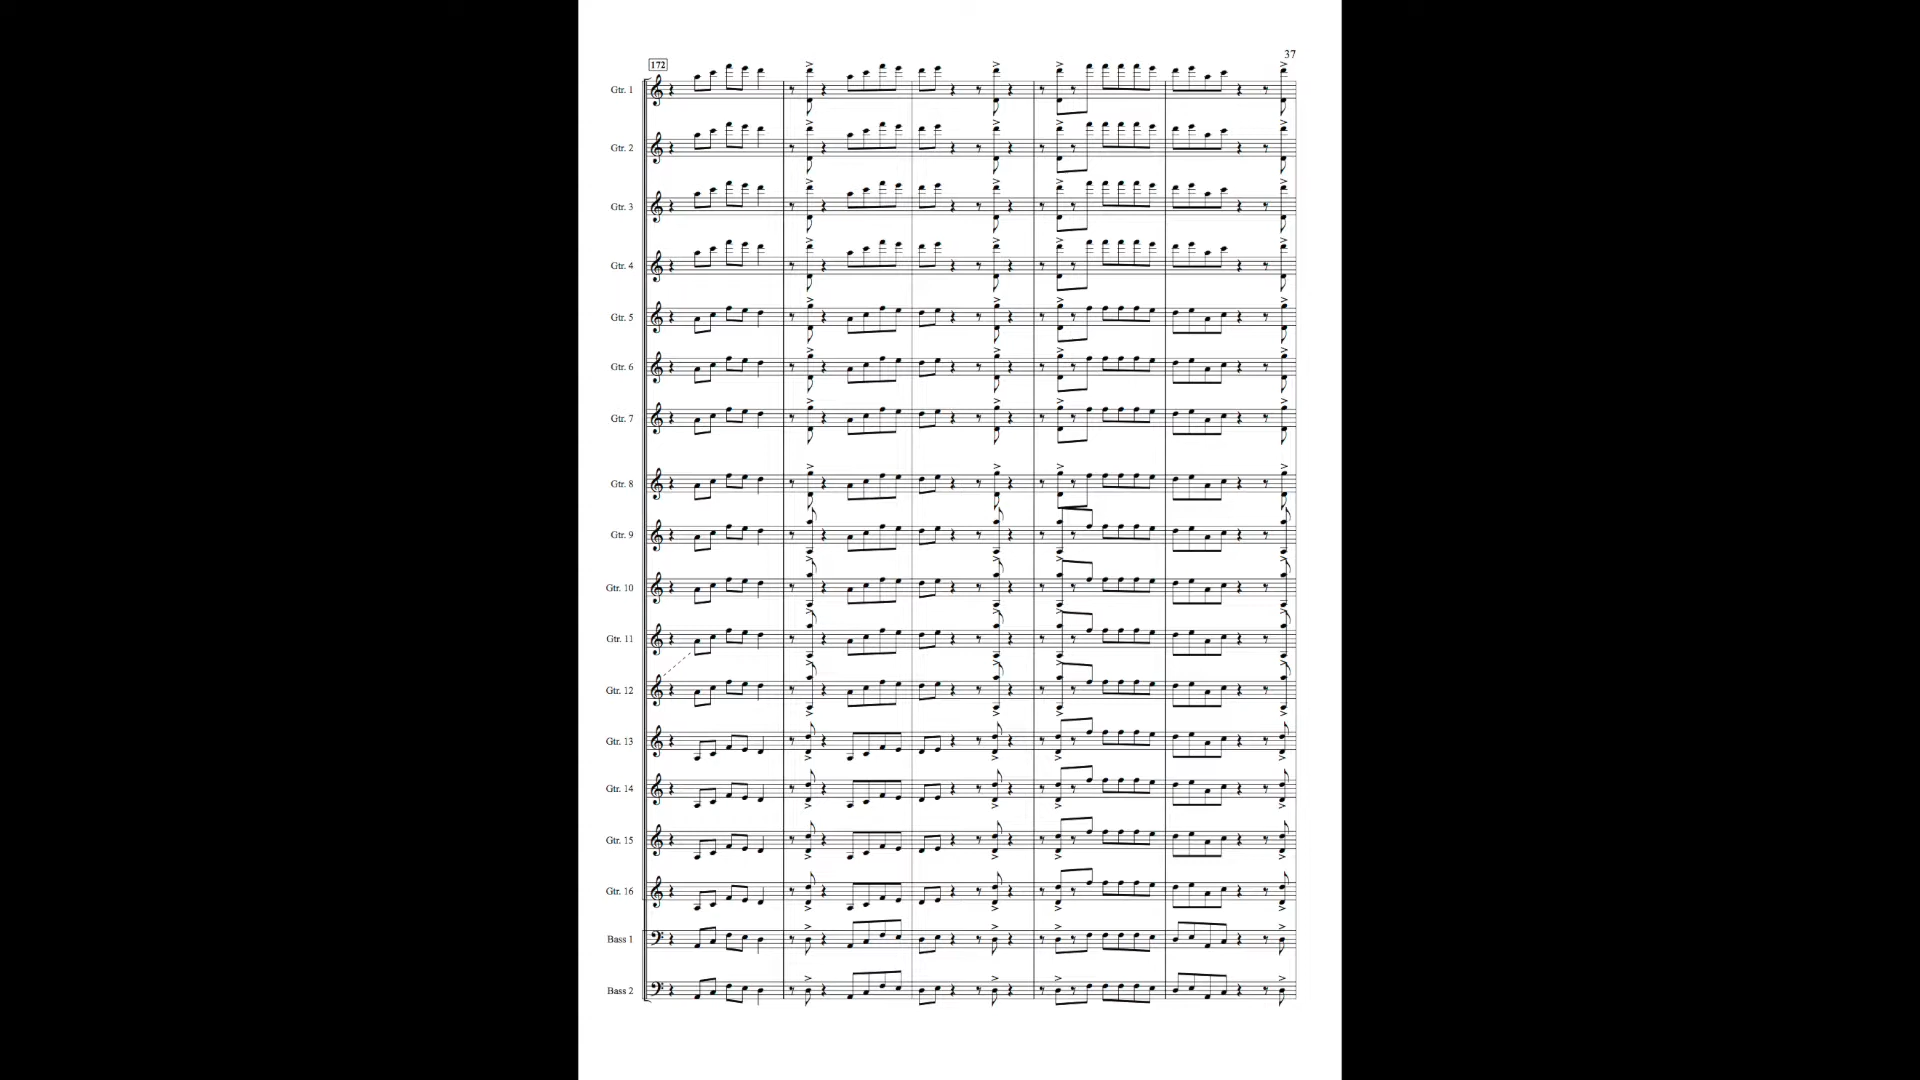 37
172
Gtr. 1
Gtr. 2
Gtr. 3
Gtr. 4
Gtr. 5
Gtr. 6
Gtr. 7
Gtr. 8
Gtr. 9
Gtr. 10
Gtr. 11
Gtr. 12
Gtr. 13
Gtr. 14
Gtr. 15
Gtr. 16
Bass 1
Bass 2